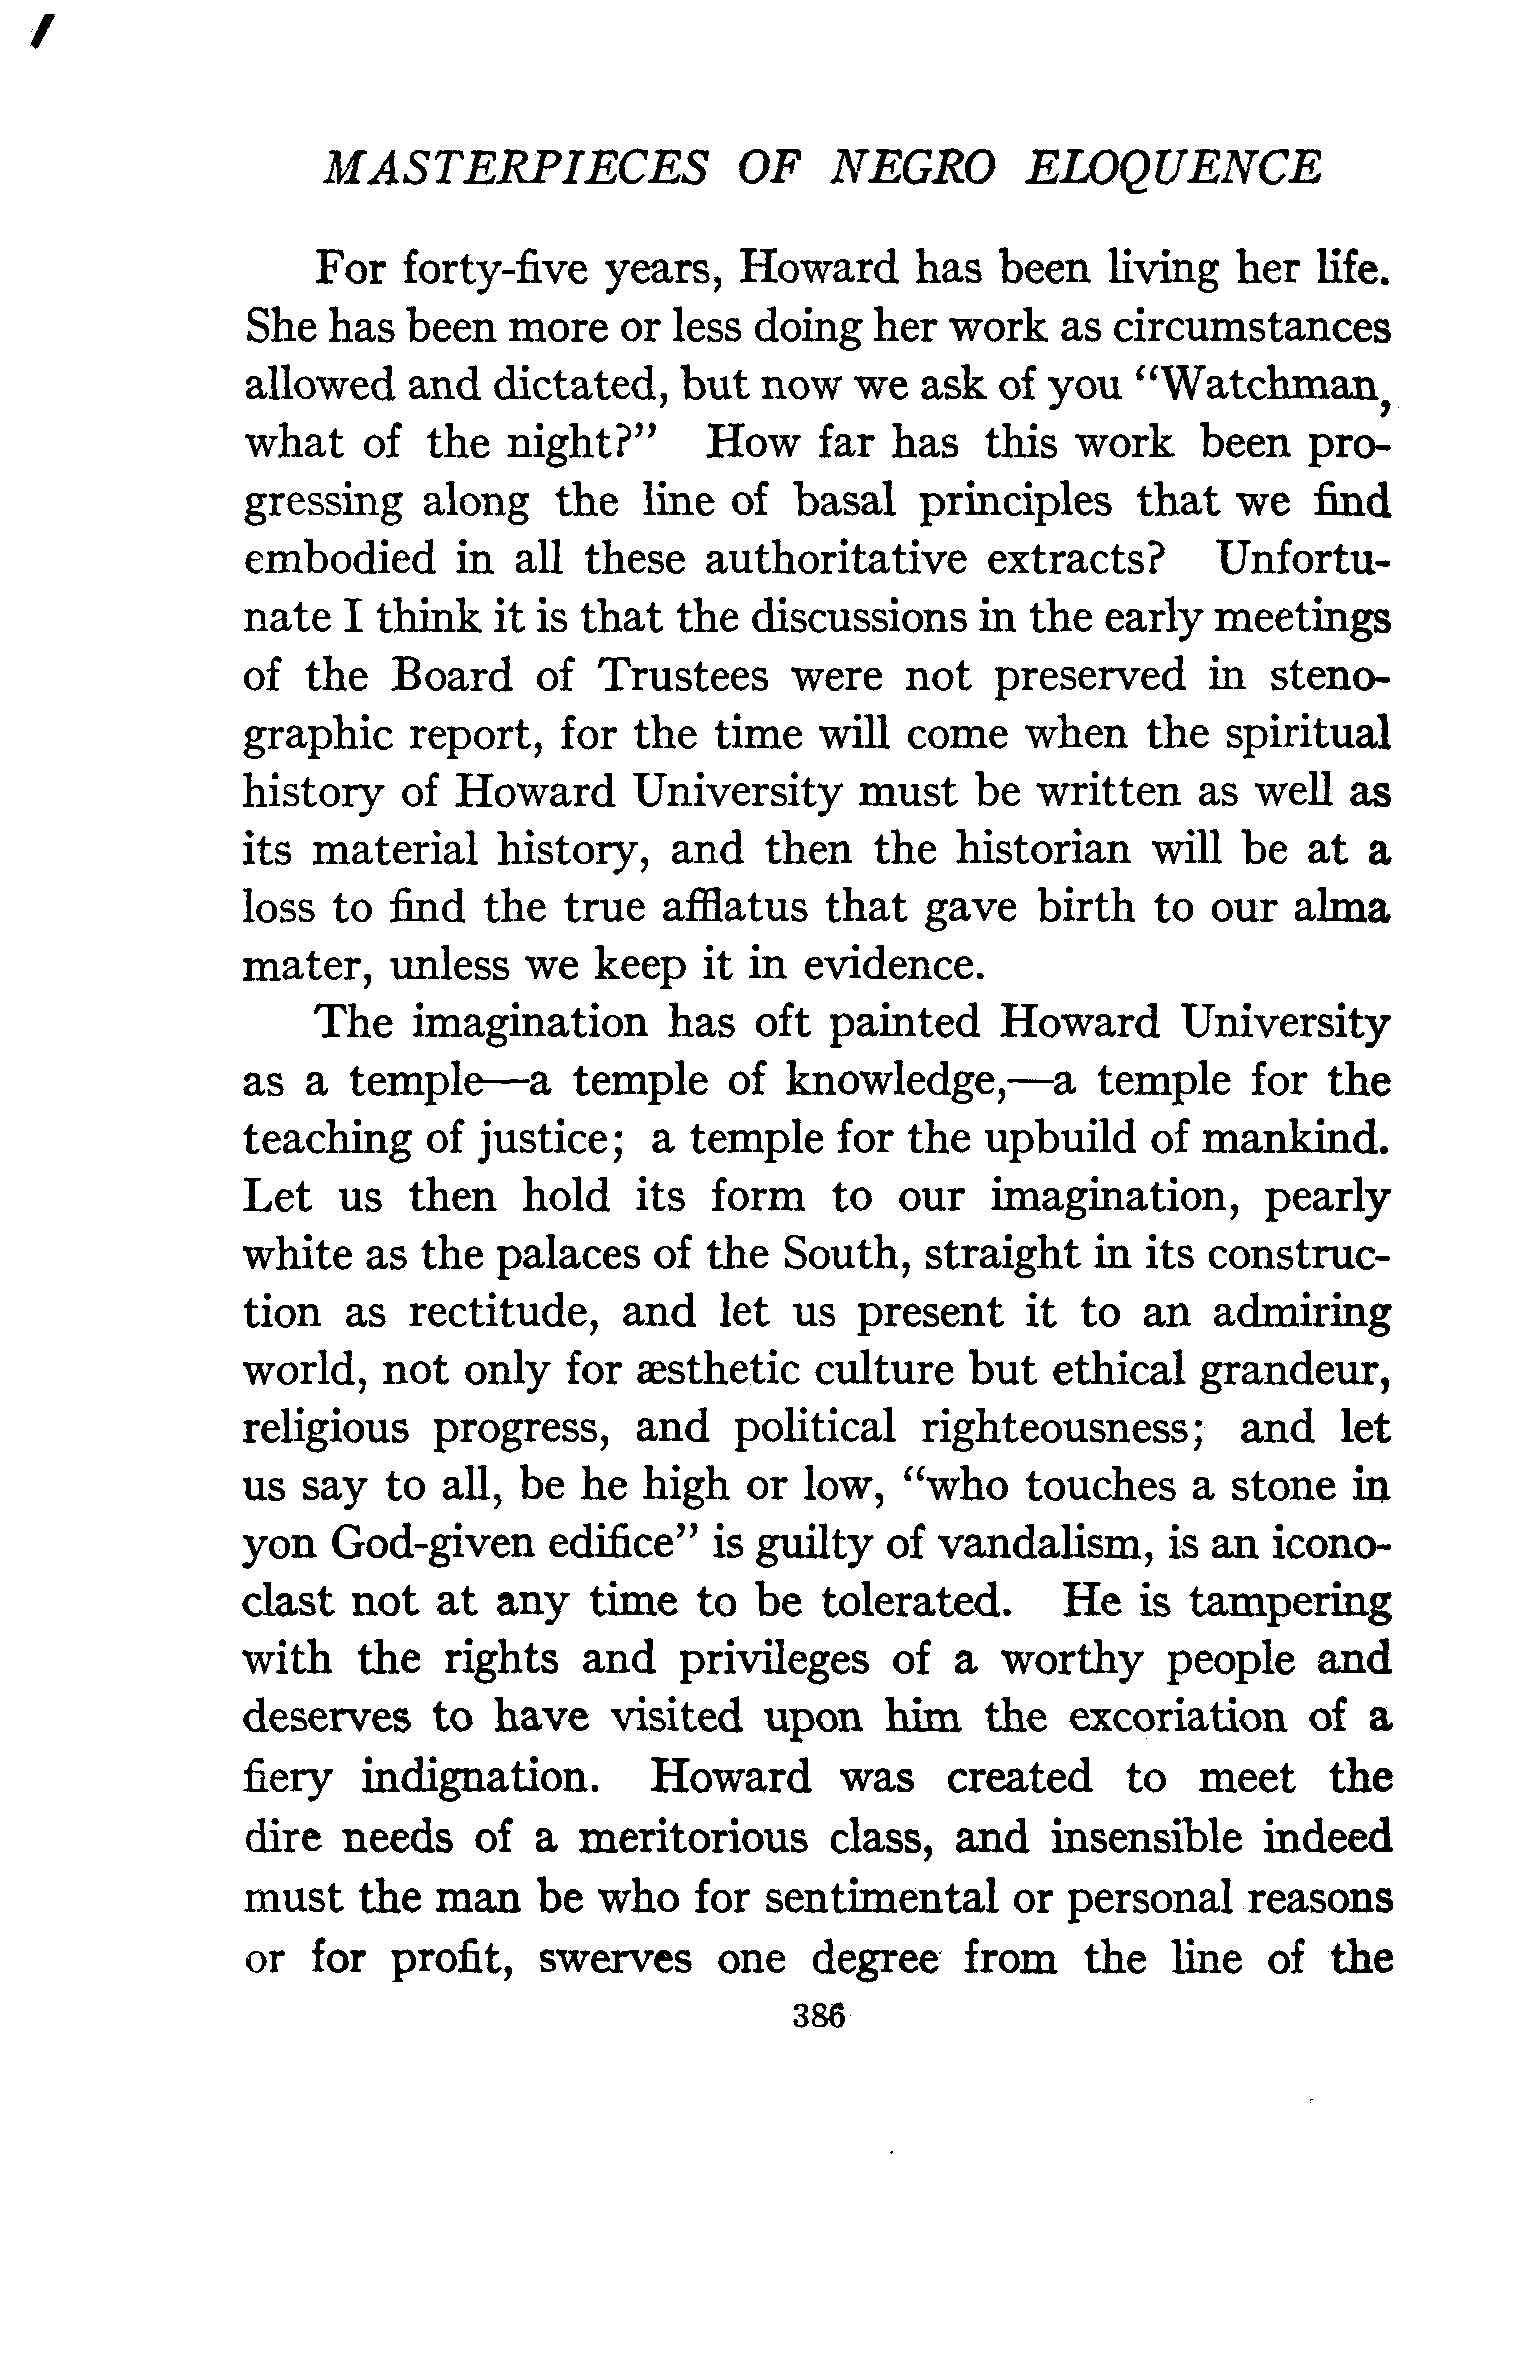 MASTERPIECES OF NEGRO ELOQUENCE
For forty-five years, Howard has been living her life.
She has been more or less doing her work as circumstances
allowed and dictated, but now we ask of you “Watchman,
what of the night?” How far has this work been pro-
gressing along the line of basal principles that we find
embodied in all these authoritative extracts? Unfortu-
nate I think it is that the discussions in the early meetings
of the Board of Trustees were not preserved in steno-
graphic report, for the time will come when the spiritual
history of Howard University must be written as well as
its material history, and then the historian will be at a
loss to find the true afflatus that gave birth to our alma
mater, unless we keep it in evidence.
The imagination has oft painted Howard University
as a temple—a temple of knowledge,—a temple for the
teaching of justice; a temple for the upbuild of mankind.
Let us then hold its form to our imagination, pearly
white as the palaces of the South, straight in its construc-
tion as rectitude, and let us present it to an admiring
world, not only for æsthetic culture but ethical grandeur,
religious progress, and political righteousness; and let
us say to all, be he high or low, “who touches a stone in
yon God-given edifice” is guilty of vandalism, is an icono-
clast not at any time to be tolerated. He is tampering
with the rights and privileges of a worthy people and
deserves to have visited upon him the excoriation of a
fiery indignation. Howard was created to meet the
dire needs of a meritorious class, and insensible indeed
must the man be who for sentimental or personal reasons
or for profit, swerves one degree from the line of the
386